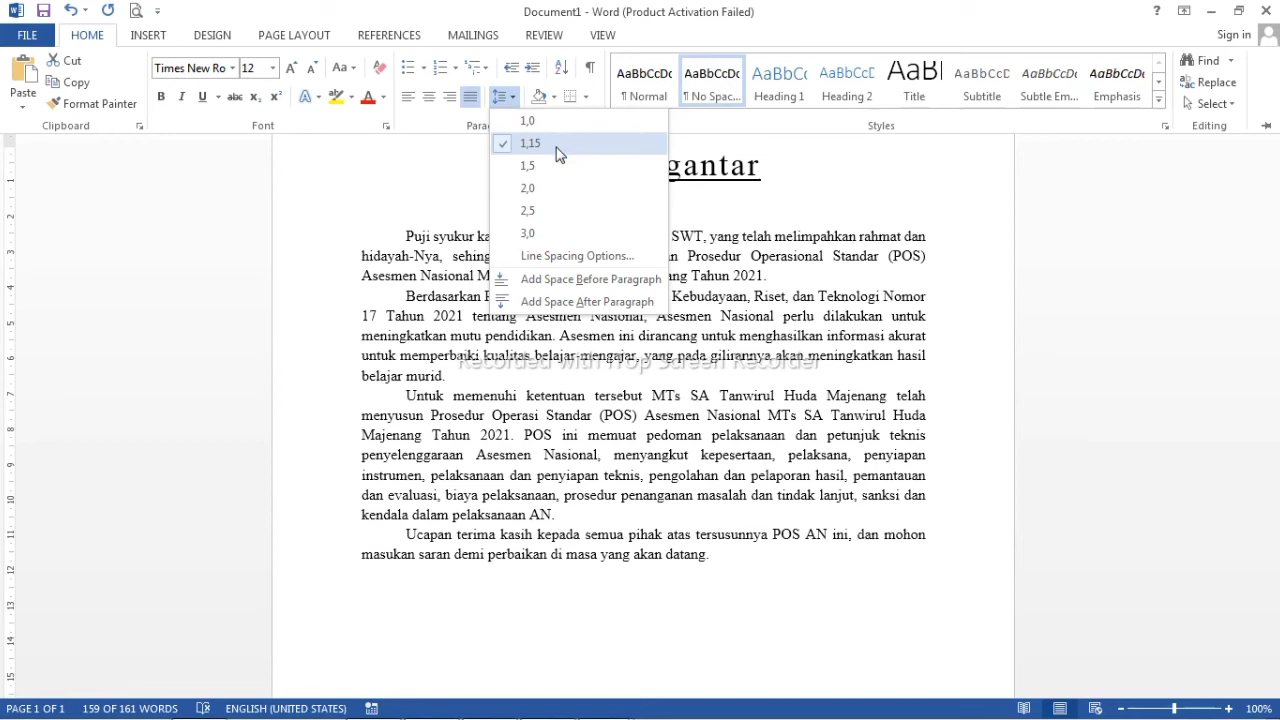 Document1 - Word (Product Activation Failed)
FILE HOME INSERT DESIGN PAGE LAYOUT REFERENCES MAILINGS REVIEW VIEW Sign in
Paste
Cut
Copy
Format Painter
Clipboard
Times New Ro 12
Font
AaBbCcDc AaBbCcDc AaBbCc AaBbCcC AaBl AaBbCcD AaBbCcDc AaBbCcDc
¶ Normal ¶ No Spac... Heading 1 Heading 2 Title Subtitle Subtle Em... Emphasis
Styles
Find
Replace
Select
Editing
Parag
1,0
1,15
1,5
2,0
2,5
3,0
Line Spacing Options...
Add Space Before Paragraph
Add Space After Paragraph
gantar
Puji syukur ka SWT, yang telah melimpahkan rahmat dan
hidayah-Nya, sehing an Prosedur Operasional Standar (POS)
Asesmen Nasional M enang Tahun 2021.
Berdasarkan P Kebudayaan, Riset, dan Teknologi Nomor
17 Tahun 2021 tentang Asesmen Nasional, Asesmen Nasional perlu dilakukan untuk
meningkatkan mutu pendidikan. Asesmen ini dirancang untuk menghasilkan informasi akurat
untuk memperbaiki kualitas belajar-mengajar, yang pada gilirannya akan meningkatkan hasil
belajar murid.
Recorded with iTop Screen Recorder
Untuk memenuhi ketentuan tersebut MTs SA Tanwirul Huda Majenang telah
menyusun Prosedur Operasi Standar (POS) Asesmen Nasional MTs SA Tanwirul Huda
Majenang Tahun 2021. POS ini memuat pedoman pelaksanaan dan petunjuk teknis
penyelenggaraan Asesmen Nasional, menyangkut kepesertaan, pelaksana, penyiapan
instrumen, pelaksanaan dan penyiapan teknis, pengolahan dan pelaporan hasil, pemantauan
dan evaluasi, biaya pelaksanaan, prosedur penanganan masalah dan tindak lanjut, sanksi dan
kendala dalam pelaksanaan AN.
Ucapan terima kasih kepada semua pihak atas tersusunnya POS AN ini, dan mohon
masukan saran demi perbaikan di masa yang akan datang.
PAGE 1 OF 1 159 OF 161 WORDS ENGLISH (UNITED STATES) 100%